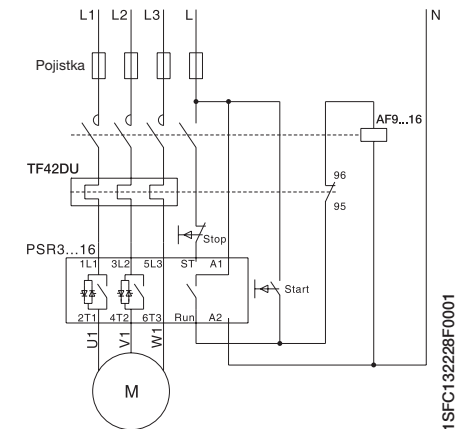 L1 L2 L3 L N
Pojistka
AF9...16
TF42DU
96
95
Stop
PSR3...16
1L1 3L2 5L3 ST A1
Start
2T1 4T2 6T3 Run A2
U1 V1 W1
M
1SFC132228F0001